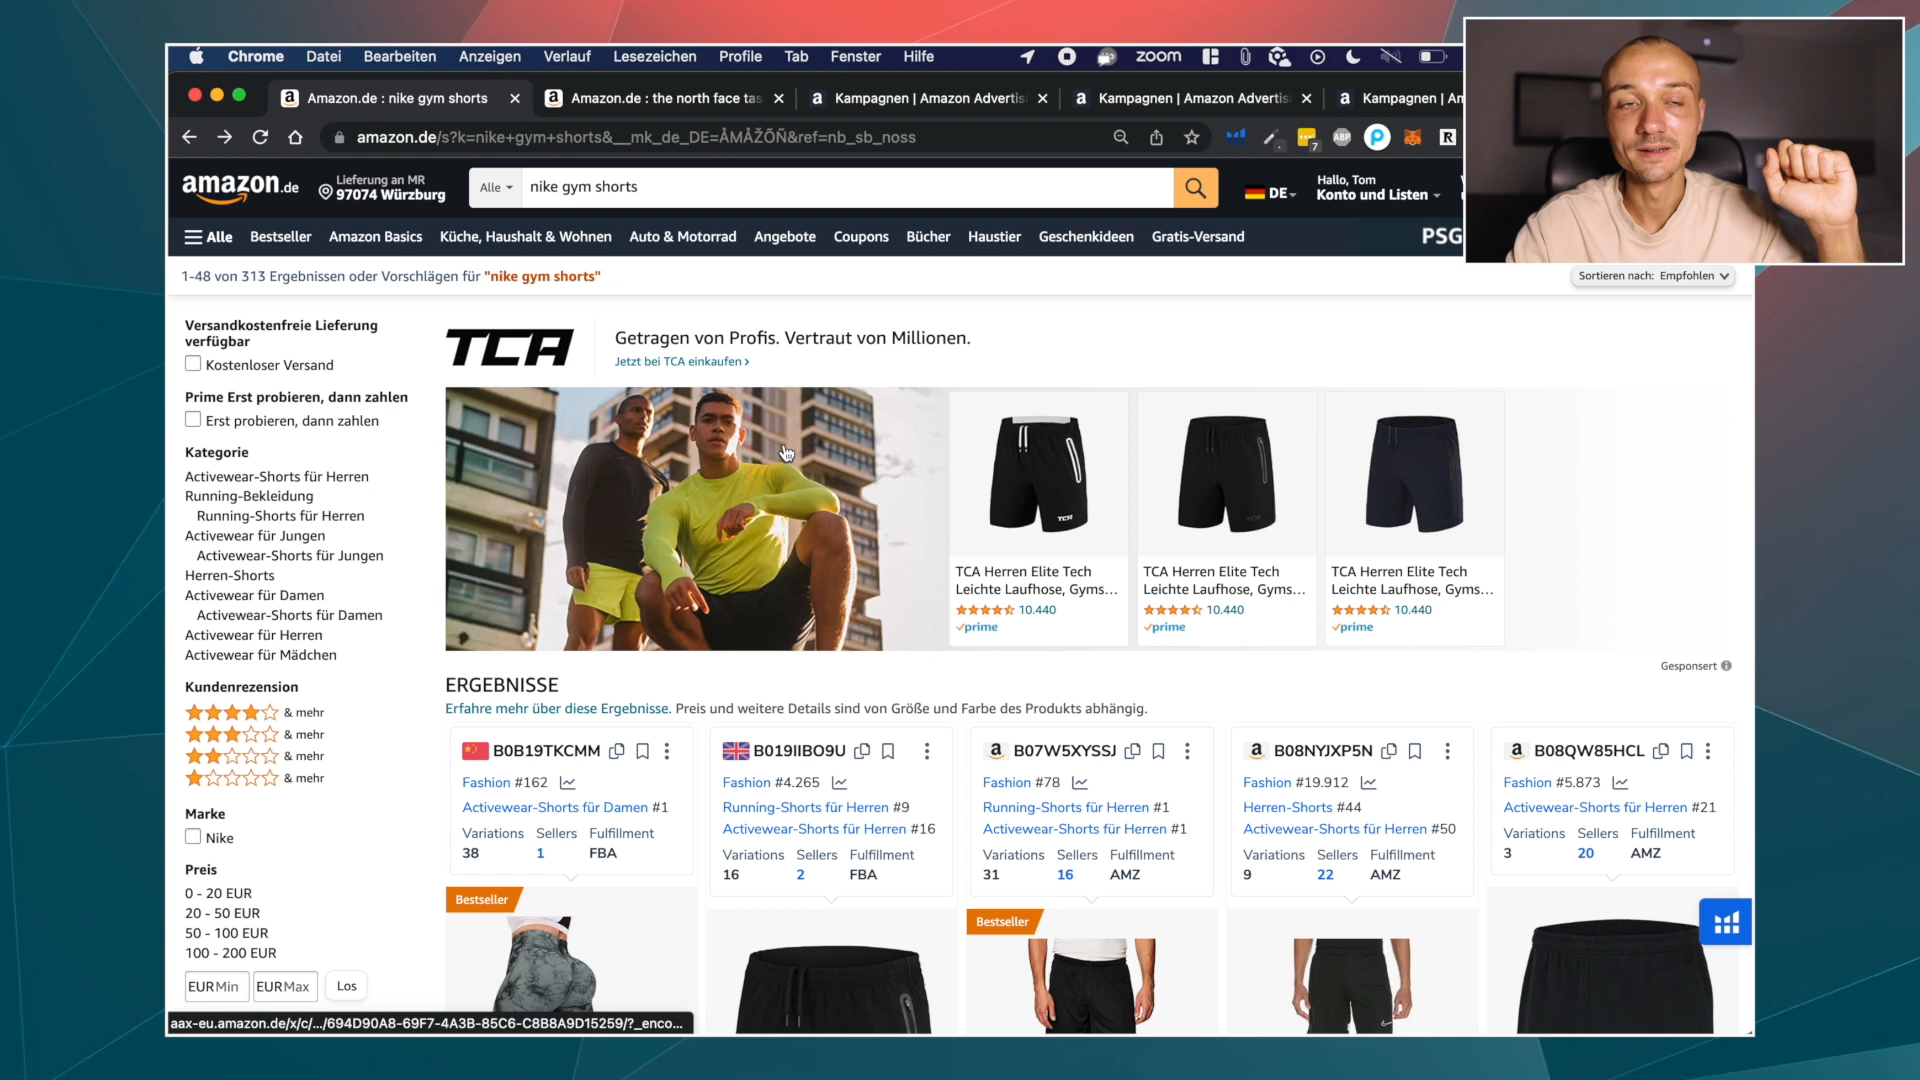 Chrome Datei Bearbeiten Anzeigen Verlauf Lesezeichen Profile Tab Fenster Hilfe zoom
Amazon.de : nike gym shorts
Amazon.de : the north face tas
Kampagnen | Amazon Advertisi
Kampagnen | Amazon Advertisi
Kampagnen | Am
amazon.de/s?k=nike+gym+shorts&__mk_de_DE=ÅMÅŽÕÑ&ref=nb_sb_noss
7 ABP P R
amazon.de
Lieferung an MR
97074 Würzburg
Alle
nike gym shorts
DE
Hallo, Tom
Konto und Listen
Alle Bestseller Amazon Basics Küche, Haushalt & Wohnen Auto & Motorrad Angebote Coupons Bücher Haustier Geschenkideen Gratis-Versand PSG
1-48 von 313 Ergebnissen oder Vorschlägen für "nike gym shorts"
Sortieren nach: Empfohlen
Versandkostenfreie Lieferung
verfügbar
Kostenloser Versand
Prime Erst probieren, dann zahlen
Erst probieren, dann zahlen
Kategorie
Activewear-Shorts für Herren
Running-Bekleidung
Running-Shorts für Herren
Activewear für Jungen
Activewear-Shorts für Jungen
Herren-Shorts
Activewear für Damen
Activewear-Shorts für Damen
Activewear für Herren
Activewear für Mädchen
Kundenrezension
& mehr
& mehr
& mehr
& mehr
Marke
Nike
Preis
0 - 20 EUR
20 - 50 EUR
50 - 100 EUR
100 - 200 EUR
EUR Min
EUR Max
Los
TCA
Getragen von Profis. Vertraut von Millionen.
Jetzt bei TCA einkaufen ›
TCA
TCA Herren Elite Tech
Leichte Laufhose, Gyms…
10.440
prime
TCA Herren Elite Tech
Leichte Laufhose, Gyms…
10.440
prime
TCA Herren Elite Tech
Leichte Laufhose, Gyms…
10.440
prime
Gesponsert
ERGEBNISSE
Erfahre mehr über diese Ergebnisse. Preis und weitere Details sind von Größe und Farbe des Produkts abhängig.
B0B19TKCMM
Fashion #162
Activewear-Shorts für Damen #1
Variations Sellers Fulfillment
38 1 FBA
Bestseller
B019IIBO9U
Fashion #4.265
Running-Shorts für Herren #9
Activewear-Shorts für Herren #16
Variations Sellers Fulfillment
16 2 FBA
B07W5XYSSJ
Fashion #78
Running-Shorts für Herren #1
Activewear-Shorts für Herren #1
Variations Sellers Fulfillment
31 16 AMZ
Bestseller
B08NYJXP5N
Fashion #19.912
Herren-Shorts #44
Activewear-Shorts für Herren #50
Variations Sellers Fulfillment
9 22 AMZ
B08QW85HCL
Fashion #5.873
Activewear-Shorts für Herren #21
Variations Sellers Fulfillment
3 20 AMZ
aax-eu.amazon.de/x/c/.../694D90A8-69F7-4A3B-85C6-C8B8A9D15259/?_enco...